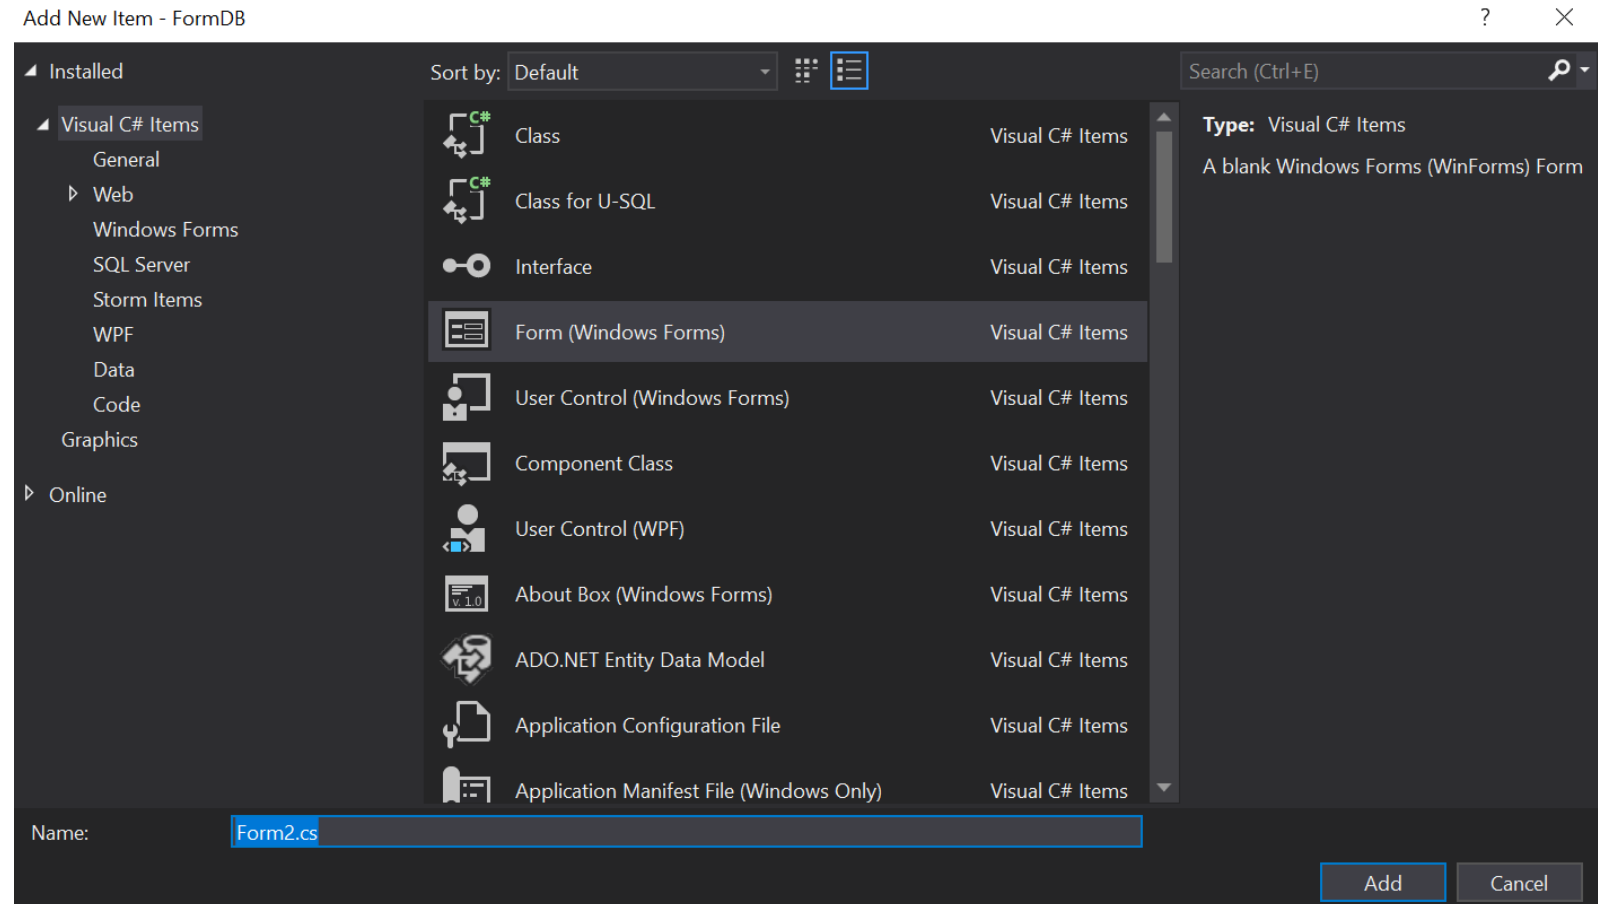 Add New Item - FormDB
?
Installed
Sort by: Default
Search (Ctrl+E)
Visual C# Items
General
Web
Windows Forms
SQL Server
Storm Items
WPF
Data
Code
Graphics
Online
C# Class Visual C# Items
C# Class for U-SQL Visual C# Items
Interface Visual C# Items
Form (Windows Forms) Visual C# Items
User Control (Windows Forms) Visual C# Items
Component Class Visual C# Items
User Control (WPF) Visual C# Items
v. 1.0 About Box (Windows Forms) Visual C# Items
ADO.NET Entity Data Model Visual C# Items
Application Configuration File Visual C# Items
Application Manifest File (Windows Only) Visual C# Items
Type: Visual C# Items
A blank Windows Forms (WinForms) Form
Name: Form2.cs
Add Cancel